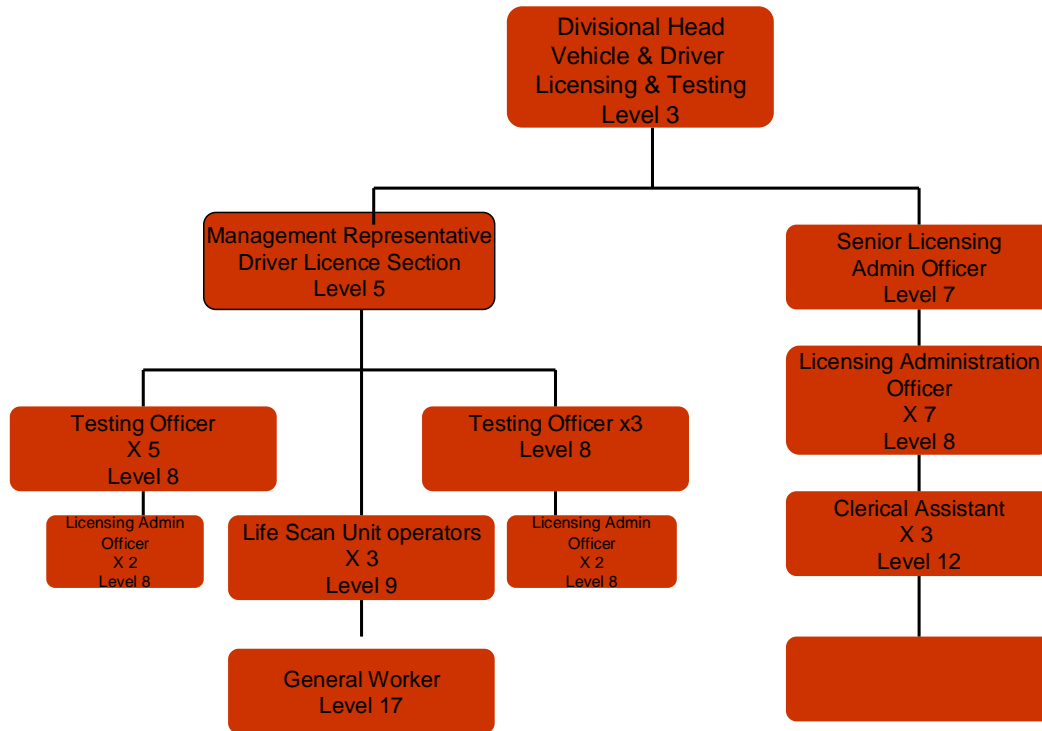 Divisional Head
Vehicle & Driver
Licensing & Testing
Level 3
Management Representative
Driver Licence Section
Level 5
Senior Licensing
Admin Officer
Level 7
Testing Officer
X 5
Level 8
Testing Officer x3
Level 8
Licensing Administration
Officer
X 7
Level 8
Licensing Admin
Officer
X 2
Level 8
Life Scan Unit operators
X 3
Level 9
Licensing Admin
Officer
X 2
Level 8
Clerical Assistant
X 3
Level 12
General Worker
Level 17